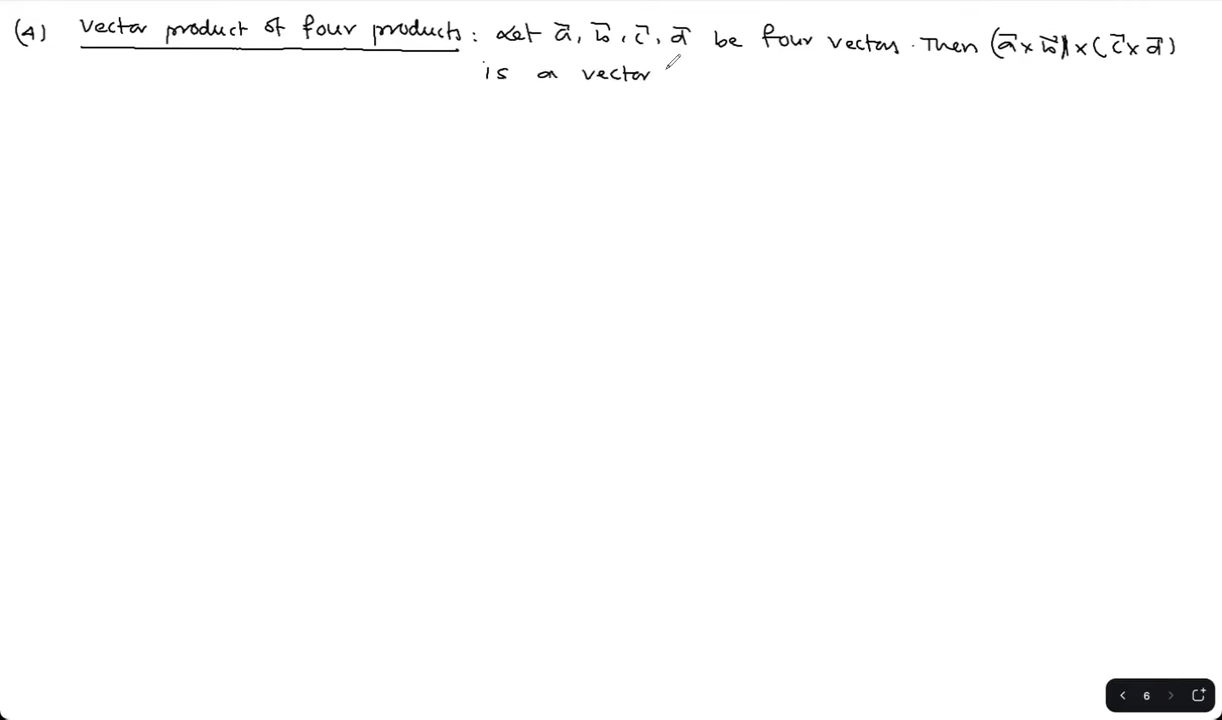 (4) Vector product of four products : Let a⃗, b⃗, c⃗, d⃗ be four vectors. Then (a⃗ × b⃗) × (c⃗ × d⃗)
is a vector
6